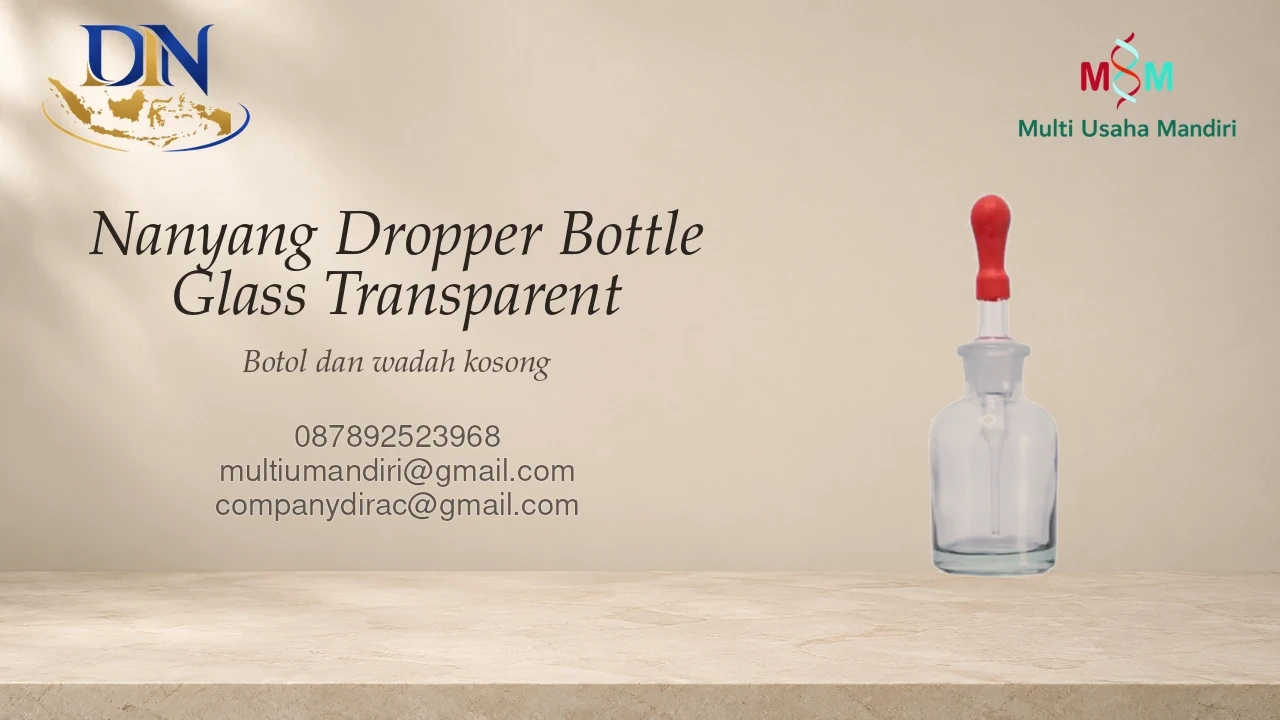 DIN
M M
Multi Usaha Mandiri
Nanyang Dropper Bottle
Glass Transparent
Botol dan wadah kosong
087892523968
multiumandiri@gmail.com
companydirac@gmail.com